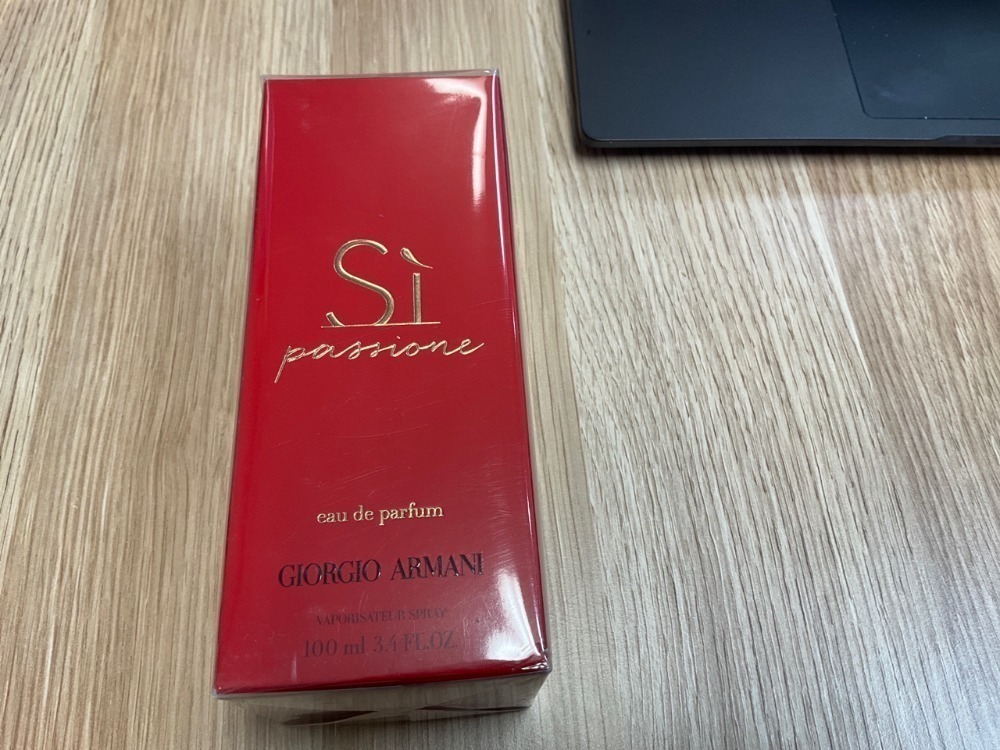 Sì
passione
eau de parfum
GIORGIO ARMANI
VAPORISATEUR SPRAY
100 ml 3.4 FL.OZ.